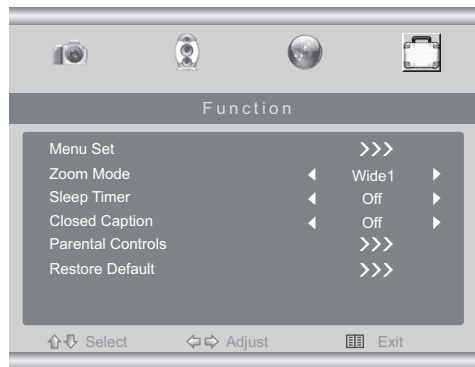 Function
Menu Set >>>
Zoom Mode Wide1
Sleep Timer Off
Closed Caption Off
Parental Controls >>>
Restore Default >>>
Select Adjust Exit